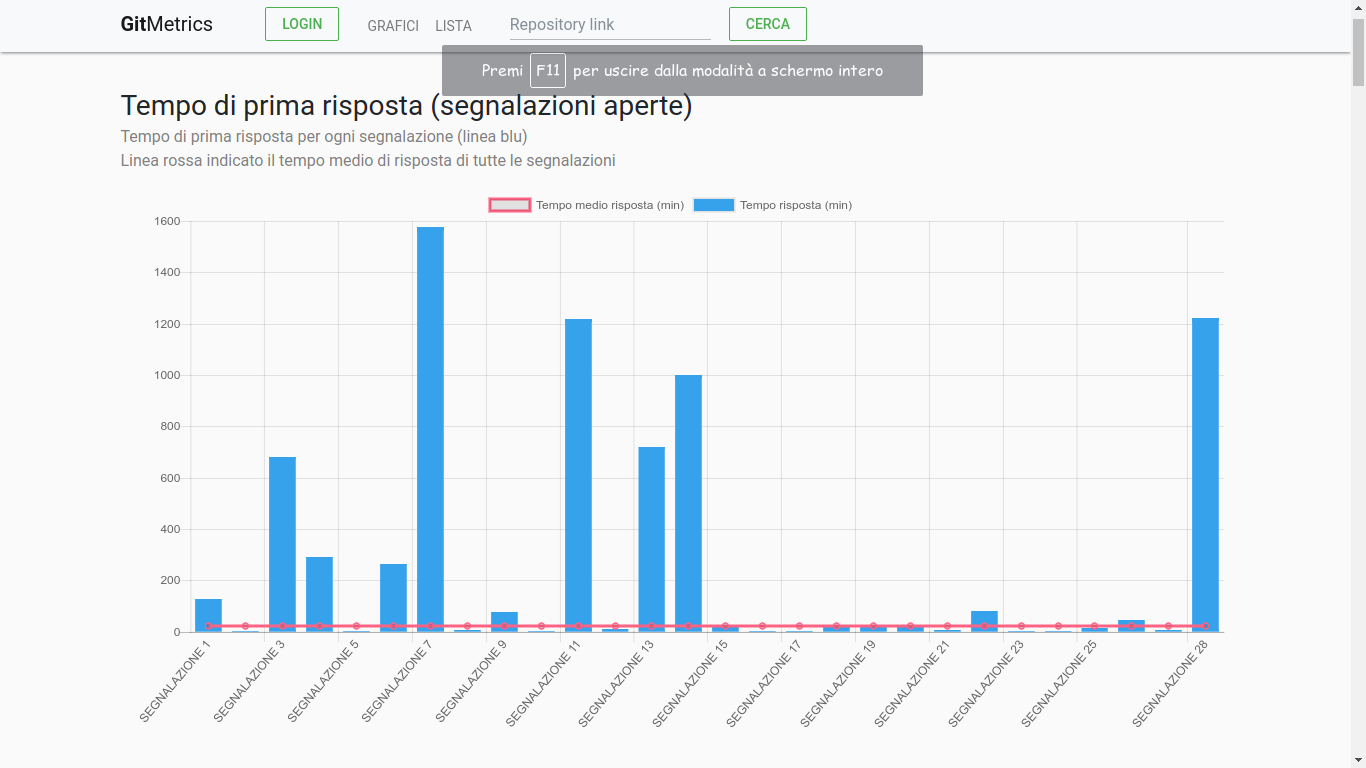 GitMetrics LOGIN GRAFICI LISTA Repository link CERCA
Premi F11 per uscire dalla modalità a schermo intero
Tempo di prima risposta (segnalazioni aperte)
Tempo di prima risposta per ogni segnalazione (linea blu)
Linea rossa indicato il tempo medio di risposta di tutte le segnalazioni
Tempo medio risposta (min) Tempo risposta (min)
1600
1400
1200
1000
800
600
400
200
0
SEGNALAZIONE 1
SEGNALAZIONE 3
SEGNALAZIONE 5
SEGNALAZIONE 7
SEGNALAZIONE 9
SEGNALAZIONE 11
SEGNALAZIONE 13
SEGNALAZIONE 15
SEGNALAZIONE 17
SEGNALAZIONE 19
SEGNALAZIONE 21
SEGNALAZIONE 23
SEGNALAZIONE 25
SEGNALAZIONE 28